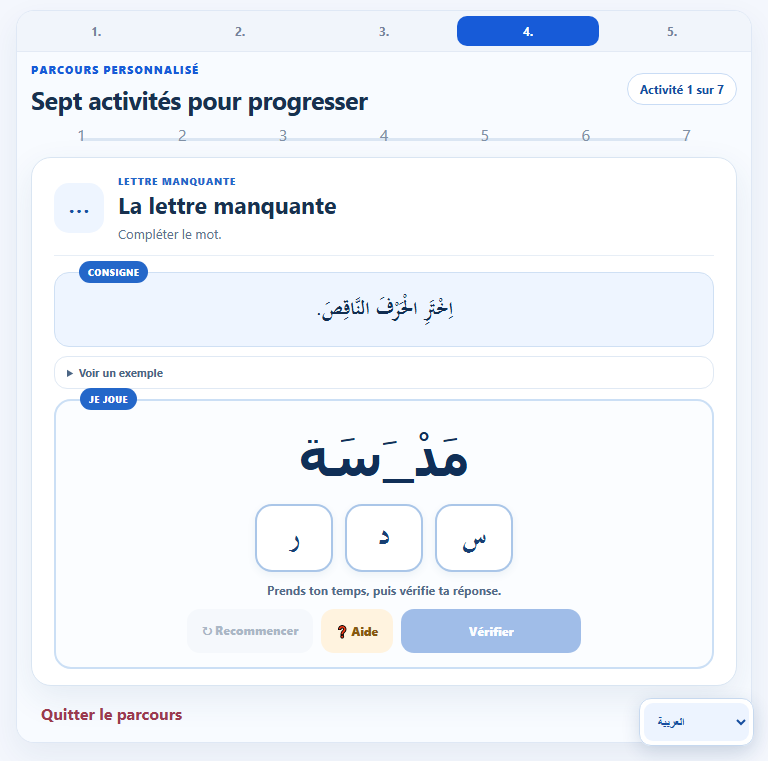 1. 2. 3. 4. 5.
PARCOURS PERSONNALISÉ
Sept activités pour progresser
Activité 1 sur 7
1 2 3 4 5 6 7
...
LETTRE MANQUANTE
La lettre manquante
Compléter le mot.
CONSIGNE
اِخْتَرِ الْحَرْفَ النَّاقِصَ.
▶ Voir un exemple
JE JOUE
مَدْ_َسَة
ر د س
Prends ton temps, puis vérifie ta réponse.
↻ Recommencer
❓ Aide
Vérifier
Quitter le parcours
العربية